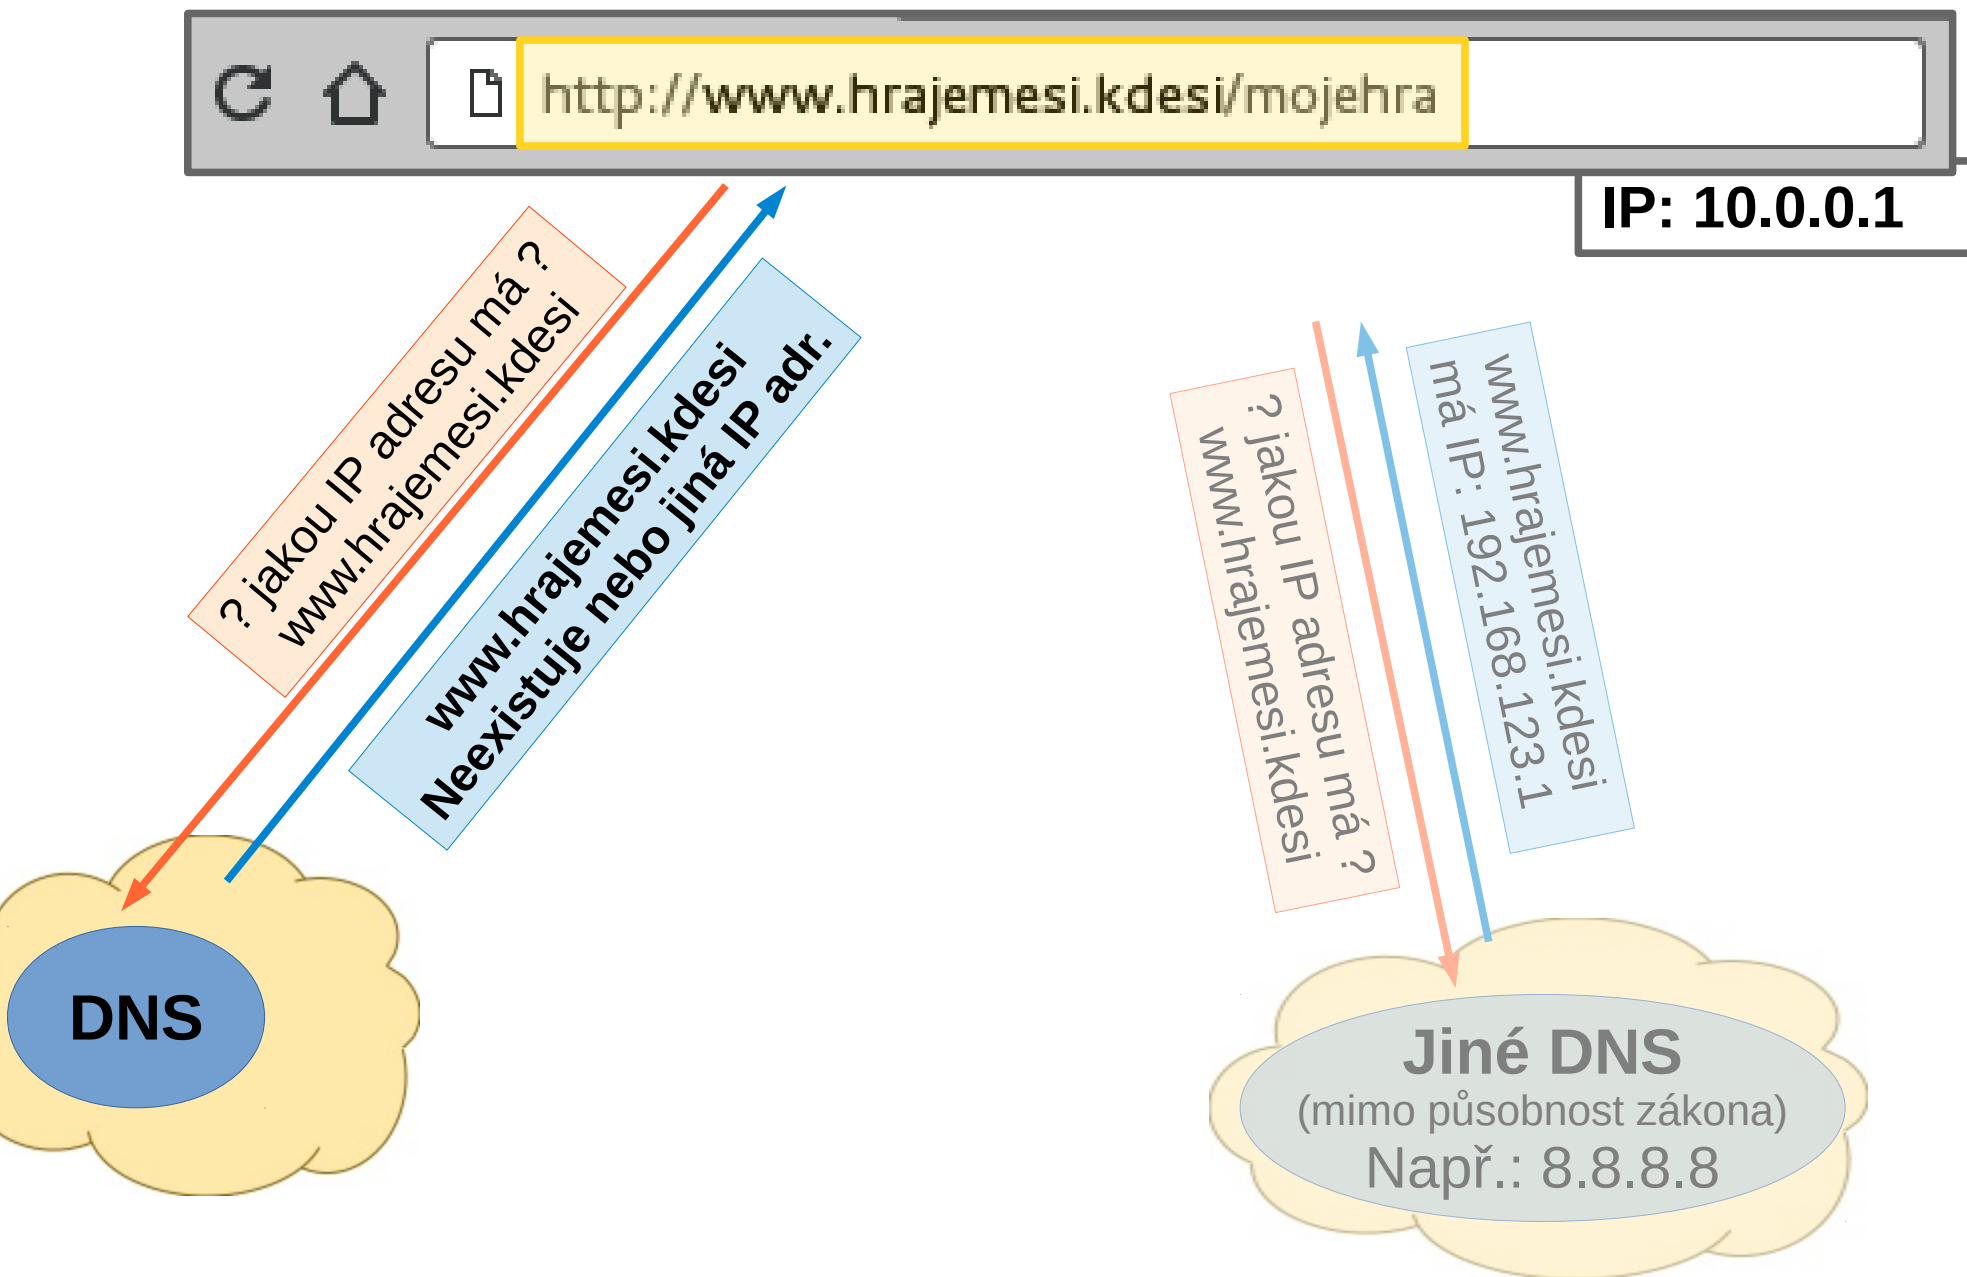 http://www.hrajemesi.kdesi/mojehra
IP: 10.0.0.1
? jakou IP adresu má ?
www.hrajemesi.kdesi
www.hrajemesi.kdesi
Neexistuje nebo jiná IP adr.
? jakou IP adresu má ?
www.hrajemesi.kdesi
www.hrajemesi.kdesi
má IP: 192.168.123.1
DNS
Jiné DNS
(mimo působnost zákona)
Např.: 8.8.8.8